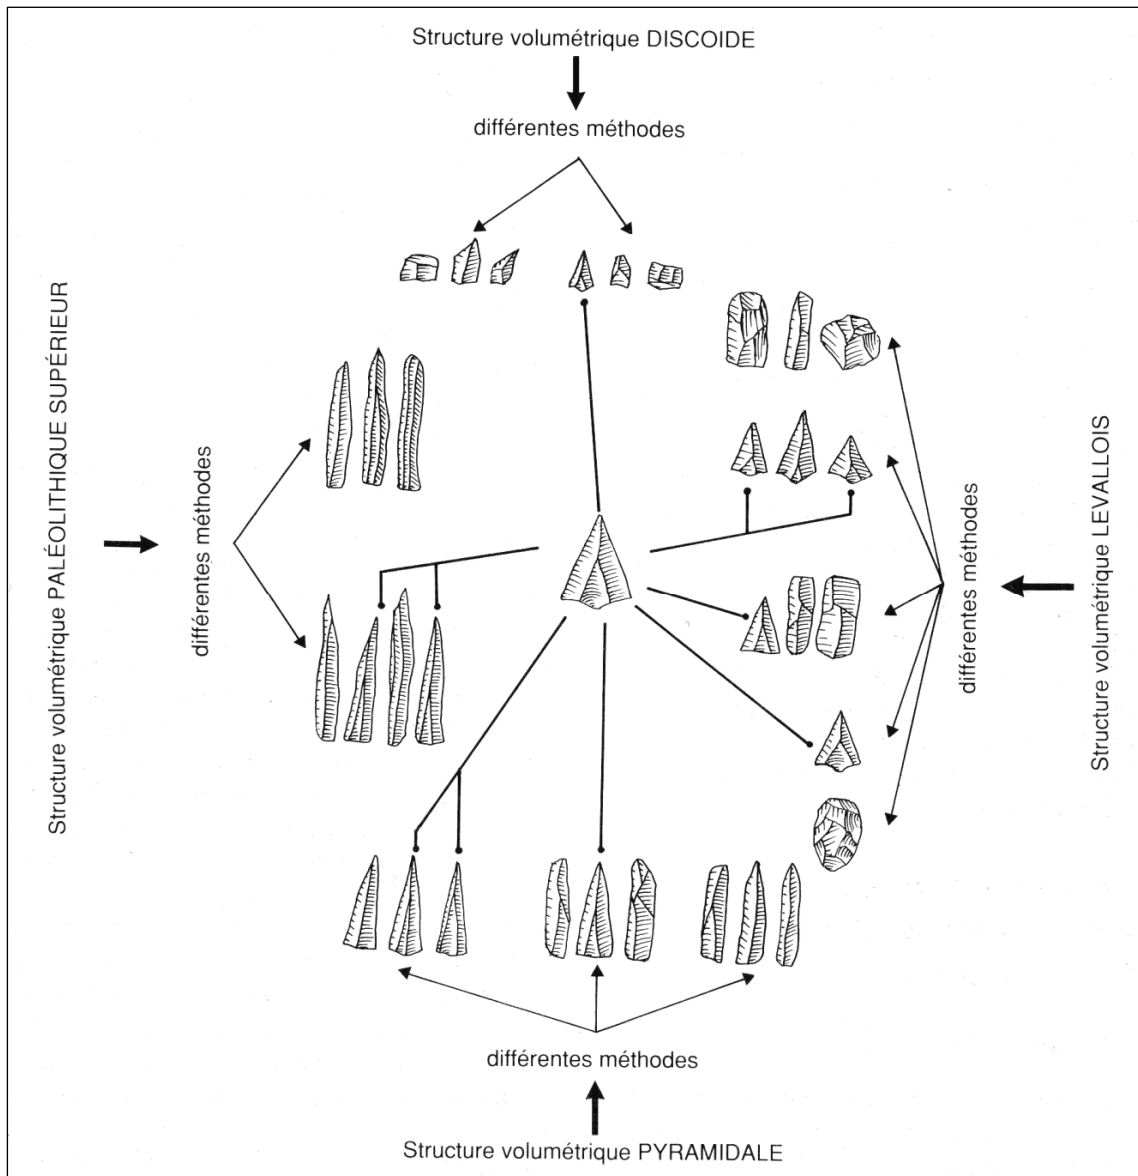 Structure volumétrique DISCOIDE
différentes méthodes
Structure volumétrique PALÉOLITHIQUE SUPÉRIEUR
différentes méthodes
différentes méthodes
Structure volumétrique LEVALLOIS
différentes méthodes
Structure volumétrique PYRAMIDALE